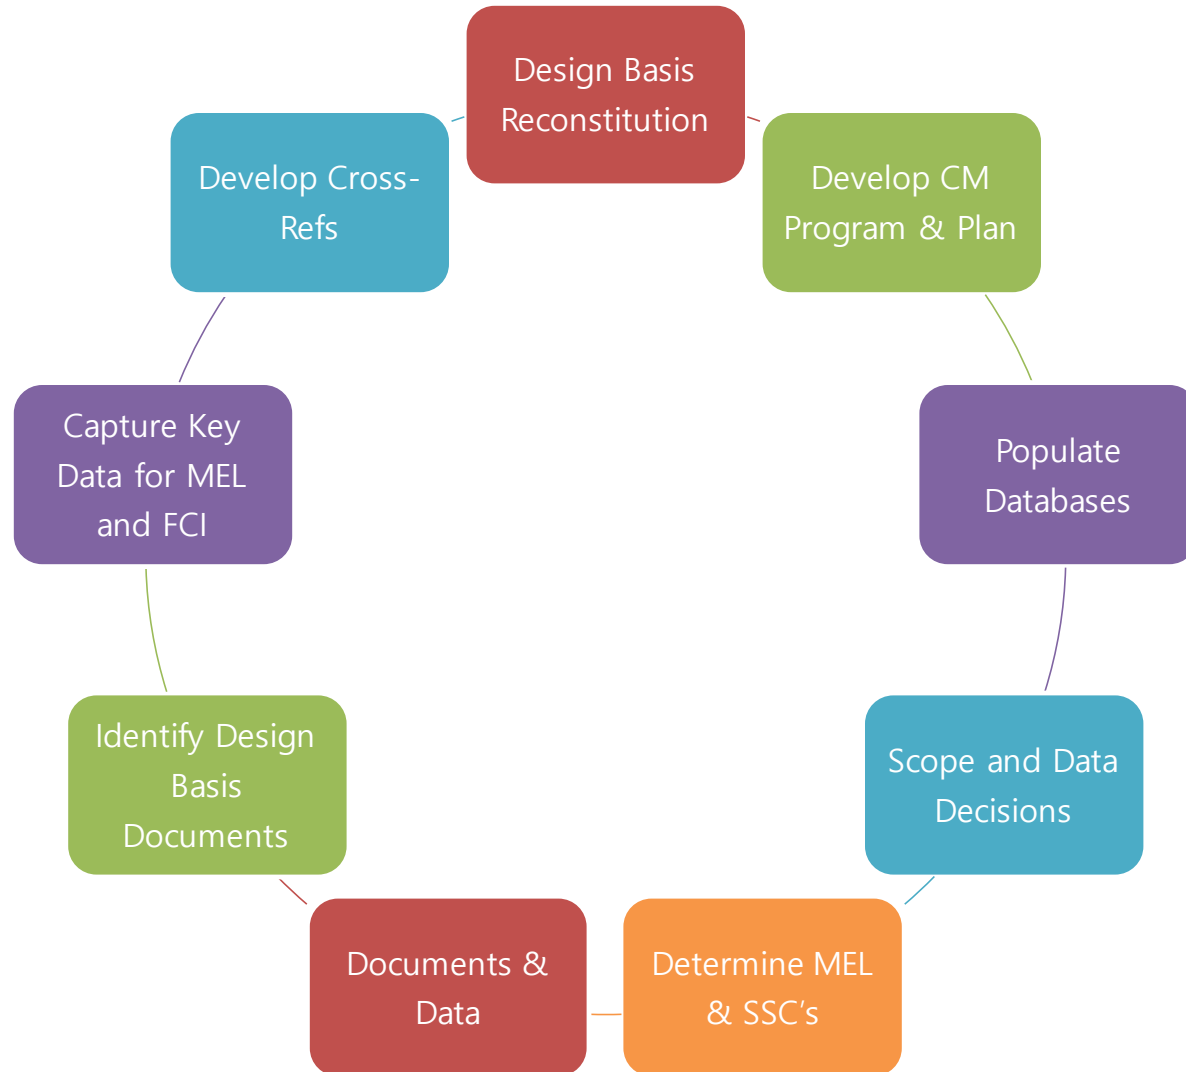 Design Basis
Reconstitution
Develop CM
Program & Plan
Populate
Databases
Scope and Data
Decisions
Determine MEL
& SSC’s
Documents &
Data
Identify Design
Basis
Documents
Capture Key
Data for MEL
and FCI
Develop Cross-
Refs